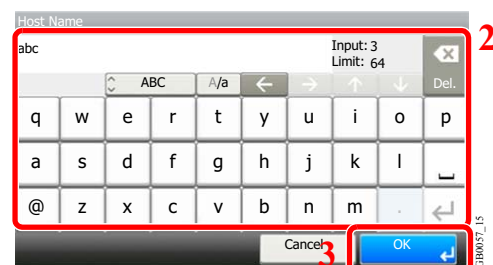 Host Name
2
abc
Input: 3
Limit: 64
ABC
A/a
Del.
q w e r t y u i o p
a s d f g h j k l
@ z x c v b n m .
Cancel
3
OK
GB0057_15